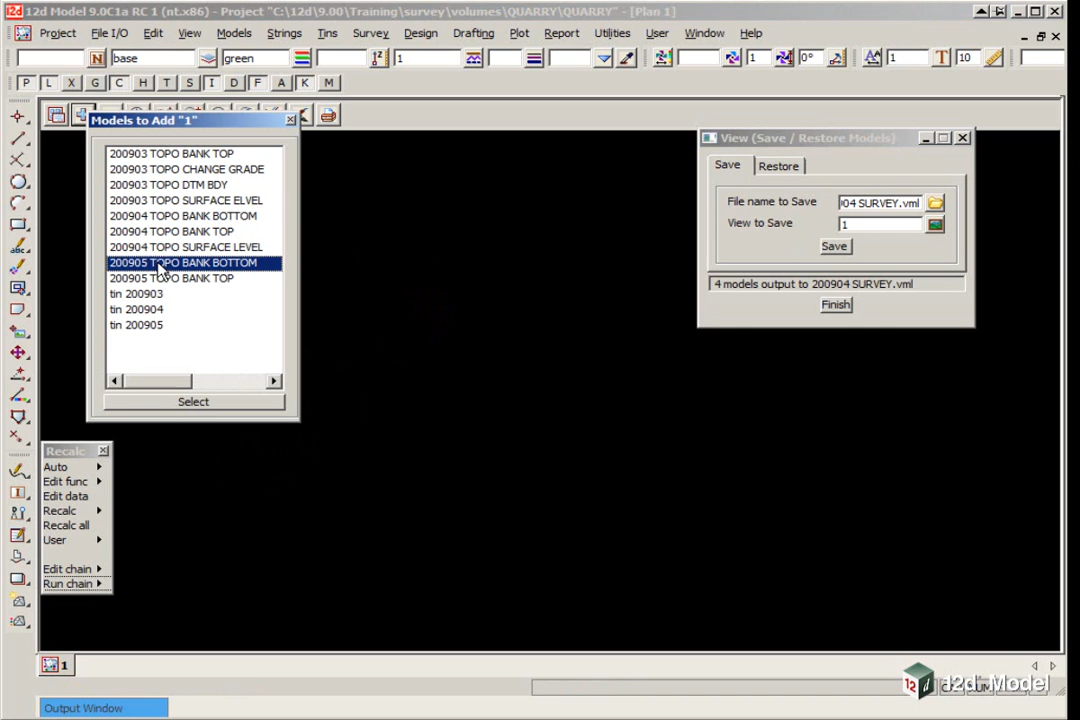 12d Model 9.0C1a RC 1 (nt.x86) - Project "C:\12d\9.00\Training\survey\volumes\QUARRY\QUARRY" - [Plan 1]
Project File I/O Edit View Models Strings Tins Survey Design Drafting Plot Report Utilities User Window Help
N base green 1 1 0° 1 T 10
P L X G C H T S I D F A K M
Models to Add "1"
200903 TOPO BANK TOP
200903 TOPO CHANGE GRADE
200903 TOPO DTM BDY
200903 TOPO SURFACE ELVEL
200904 TOPO BANK BOTTOM
200904 TOPO BANK TOP
200904 TOPO SURFACE LEVEL
200905 TOPO BANK BOTTOM
200905 TOPO BANK TOP
tin 200903
tin 200904
tin 200905
Select
View (Save / Restore Models)
Save Restore
File name to Save 04 SURVEY.vml
View to Save 1
Save
4 models output to 200904 SURVEY.vml
Finish
Recalc
Auto
Edit func
Edit data
Recalc
Recalc all
User
Edit chain
Run chain
1
12d Model
Output Window